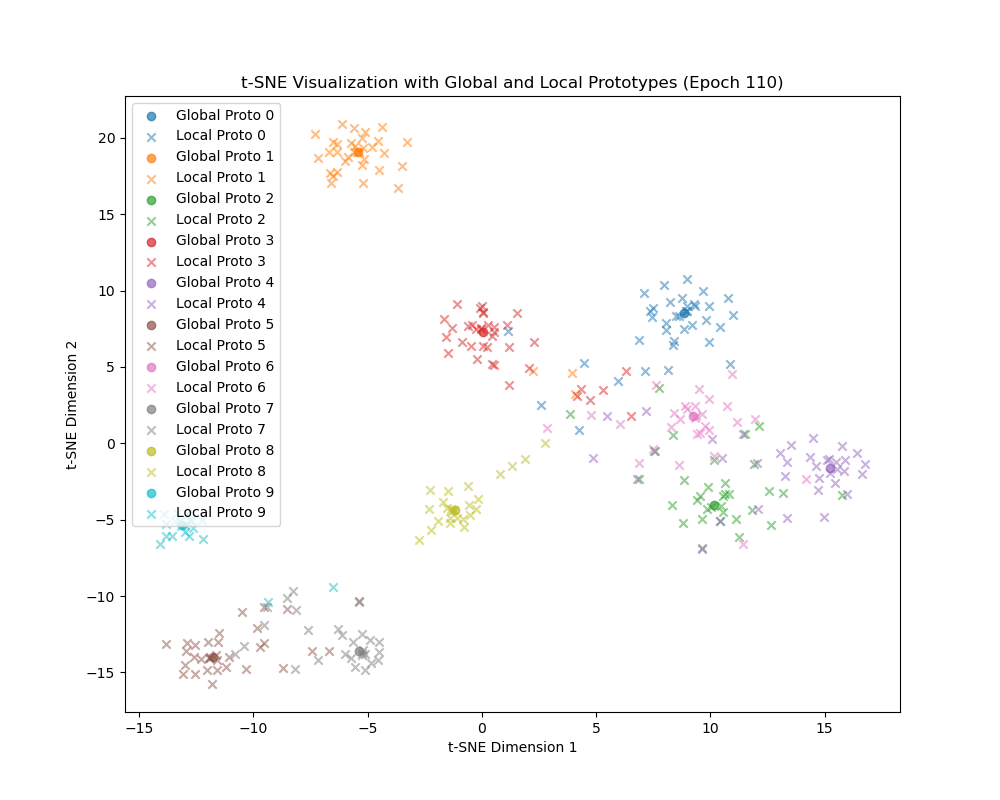 t-SNE Visualization with Global and Local Prototypes (Epoch 110)
Global Proto 0
Local Proto 0
Global Proto 1
Local Proto 1
Global Proto 2
Local Proto 2
Global Proto 3
Local Proto 3
Global Proto 4
Local Proto 4
Global Proto 5
Local Proto 5
Global Proto 6
Local Proto 6
Global Proto 7
Local Proto 7
Global Proto 8
Local Proto 8
Global Proto 9
Local Proto 9
t-SNE Dimension 2
20
15
10
5
0
−5
−10
−15
−15
−10
−5
0
5
10
15
t-SNE Dimension 1